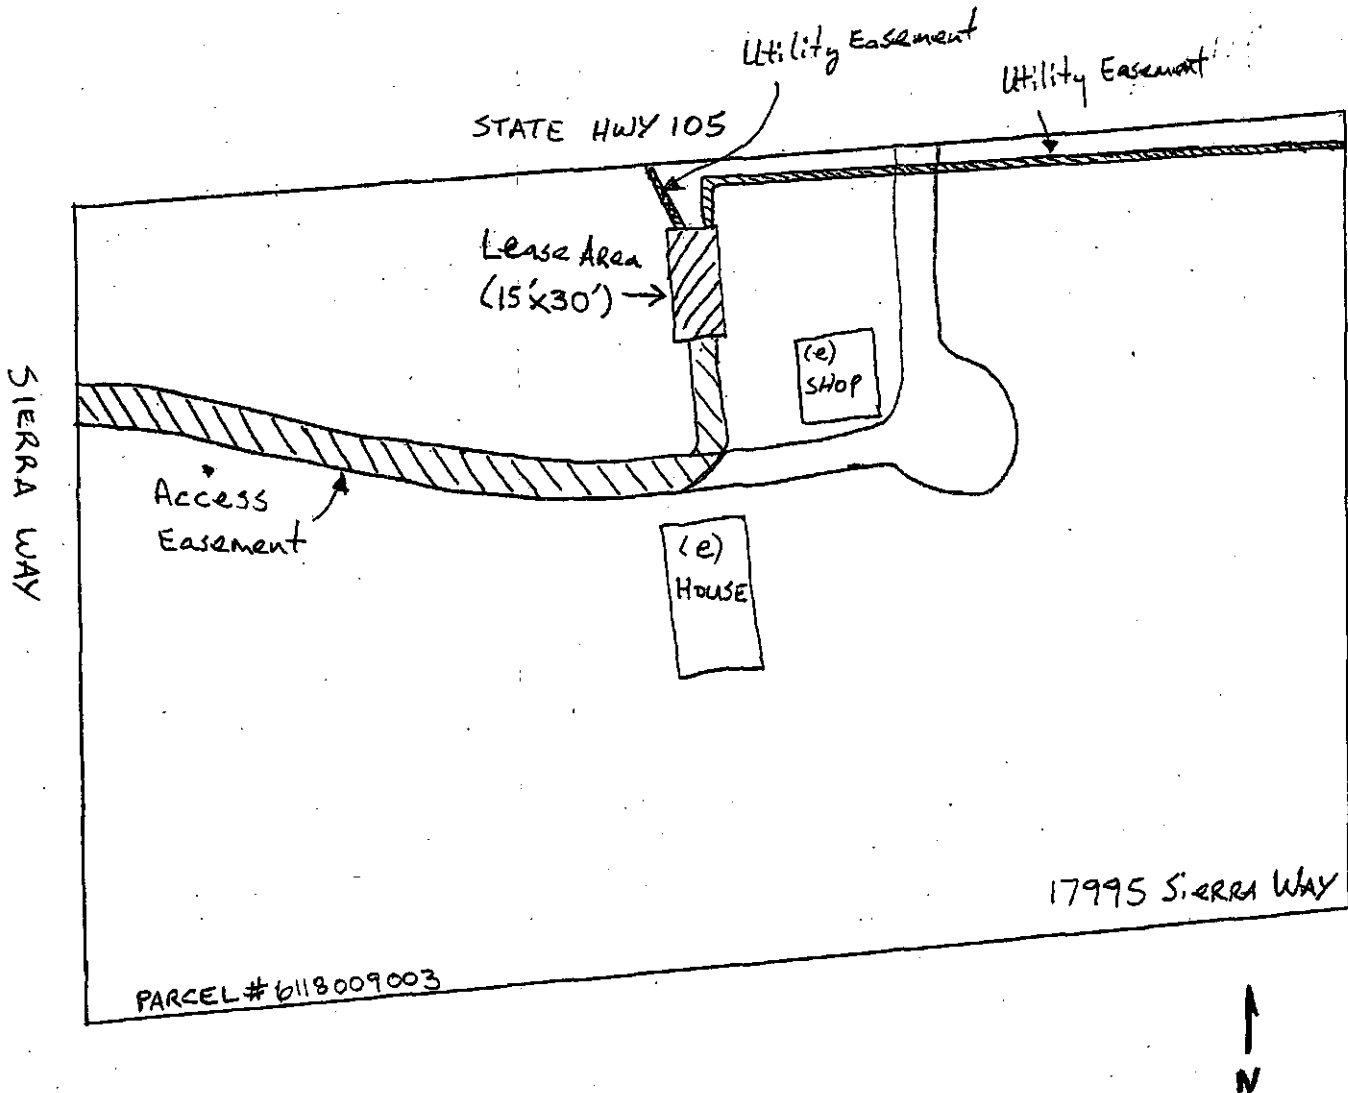 Utility Easement
Utility Easement
STATE HWY 105
Lease Area
(15'x30')
(e)
SHOP
SIERRA WAY
Access
Easement
(e)
HOUSE
17995 SIERRA WAY
PARCEL # 6118009003
N